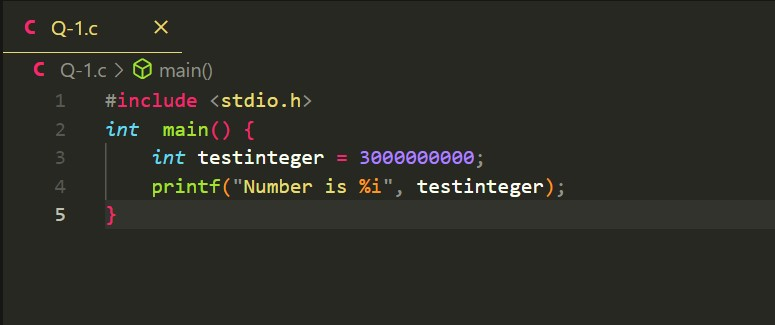 C Q-1.c ×
C Q-1.c > main()
1 #include <stdio.h>
2 int  main() {
3     int testinteger = 3000000000;
4     printf("Number is %i", testinteger);
5 }